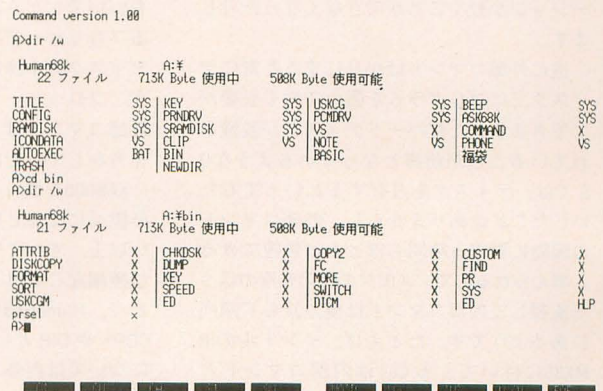 Command version 1.00
A>dir /w
Human68k A:¥
22 ファイル 713K Byte 使用中 508K Byte 使用可能
TITLE SYS | KEY SYS | USKCG SYS | BEEP SYS
CONFIG SYS | PRNDRV SYS | PCMDRV SYS | ASK68K SYS
RAMDISK SYS | SRAMDISK SYS | VS X | COMMAND X
ICONDATA VS | CLIP VS | NOTE VS | PHONE VS
AUTOEXEC BAT | BIN | BASIC | 福袋
TRASH | NEWDIR
A>cd bin
A>dir /w
Human68k A:¥bin
21 ファイル 713K Byte 使用中 508K Byte 使用可能
ATTRIB X | CHKDSK X | COPY2 X | CUSTOM X
DISKCOPY X | DUMP X | FC X | FIND X
FORMAT X | KEY X | MORE X | PR X
SORT X | SPEED X | SWITCH X | SYS X
USKCGM X | ED X | DICM X | ED HLP
prsel x
A>